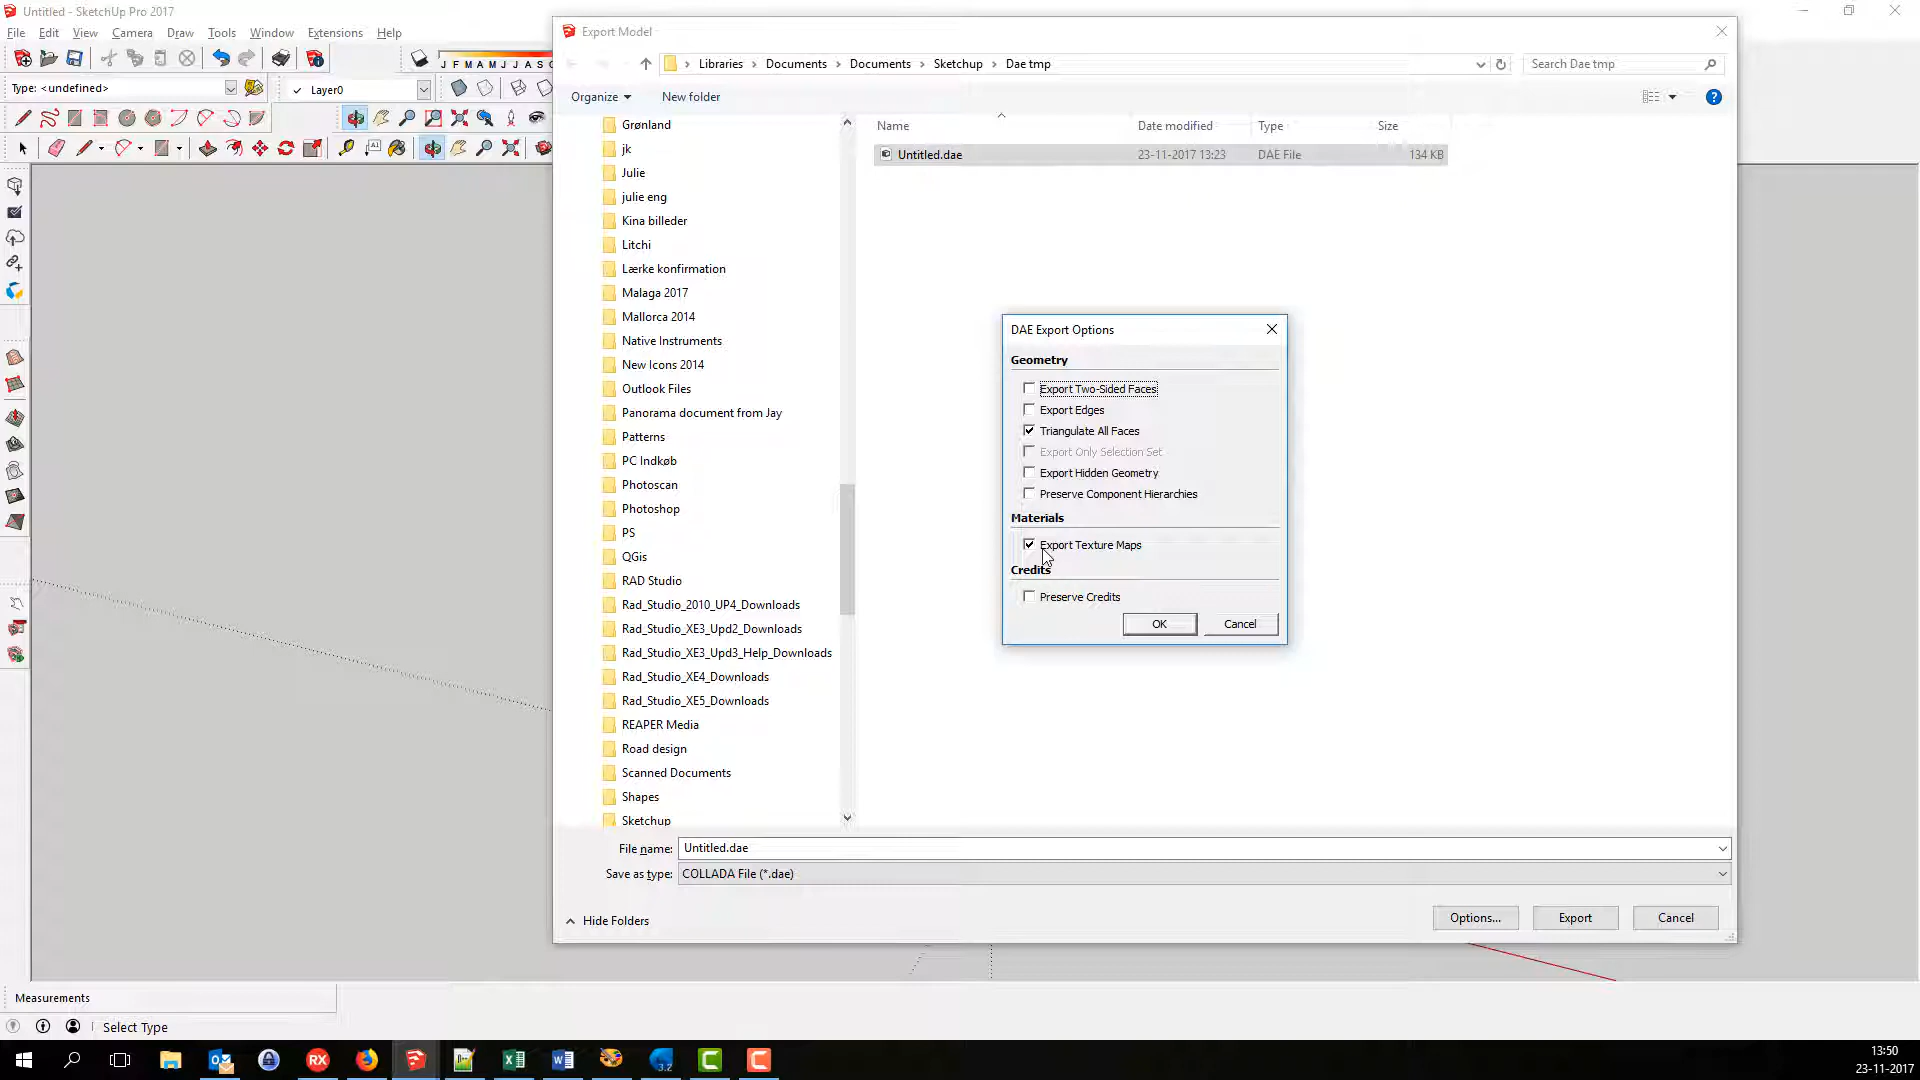 Untitled - SketchUp Pro 2017
File Edit View Camera Draw Tools Window Extensions Help
J F M A M J J A S O
Type: <undefined>
Layer0
Export Model
Libraries Documents Documents Sketchup Dae tmp
Search Dae tmp
Organize New folder
Name Date modified Type Size
Untitled.dae 23-11-2017 13:23 DAE File 134 KB
Grønland
jk
Julie
julie eng
Kina billeder
Litchi
Lærke konfirmation
Malaga 2017
Mallorca 2014
Native Instruments
New Icons 2014
Outlook Files
Panorama document from Jay
Patterns
PC Indkøb
Photoscan
Photoshop
PS
QGis
RAD Studio
Rad_Studio_2010_UP4_Downloads
Rad_Studio_XE3_Upd2_Downloads
Rad_Studio_XE3_Upd3_Help_Downloads
Rad_Studio_XE4_Downloads
Rad_Studio_XE5_Downloads
REAPER Media
Road design
Scanned Documents
Shapes
Sketchup
DAE Export Options
Geometry
Export Two-Sided Faces
Export Edges
Triangulate All Faces
Export Only Selection Set
Export Hidden Geometry
Preserve Component Hierarchies
Materials
Export Texture Maps
Credits
Preserve Credits
OK Cancel
File name: Untitled.dae
Save as type: COLLADA File (*.dae)
Hide Folders
Options... Export Cancel
Measurements
Select Type
RX
3.2
13:50
23-11-2017